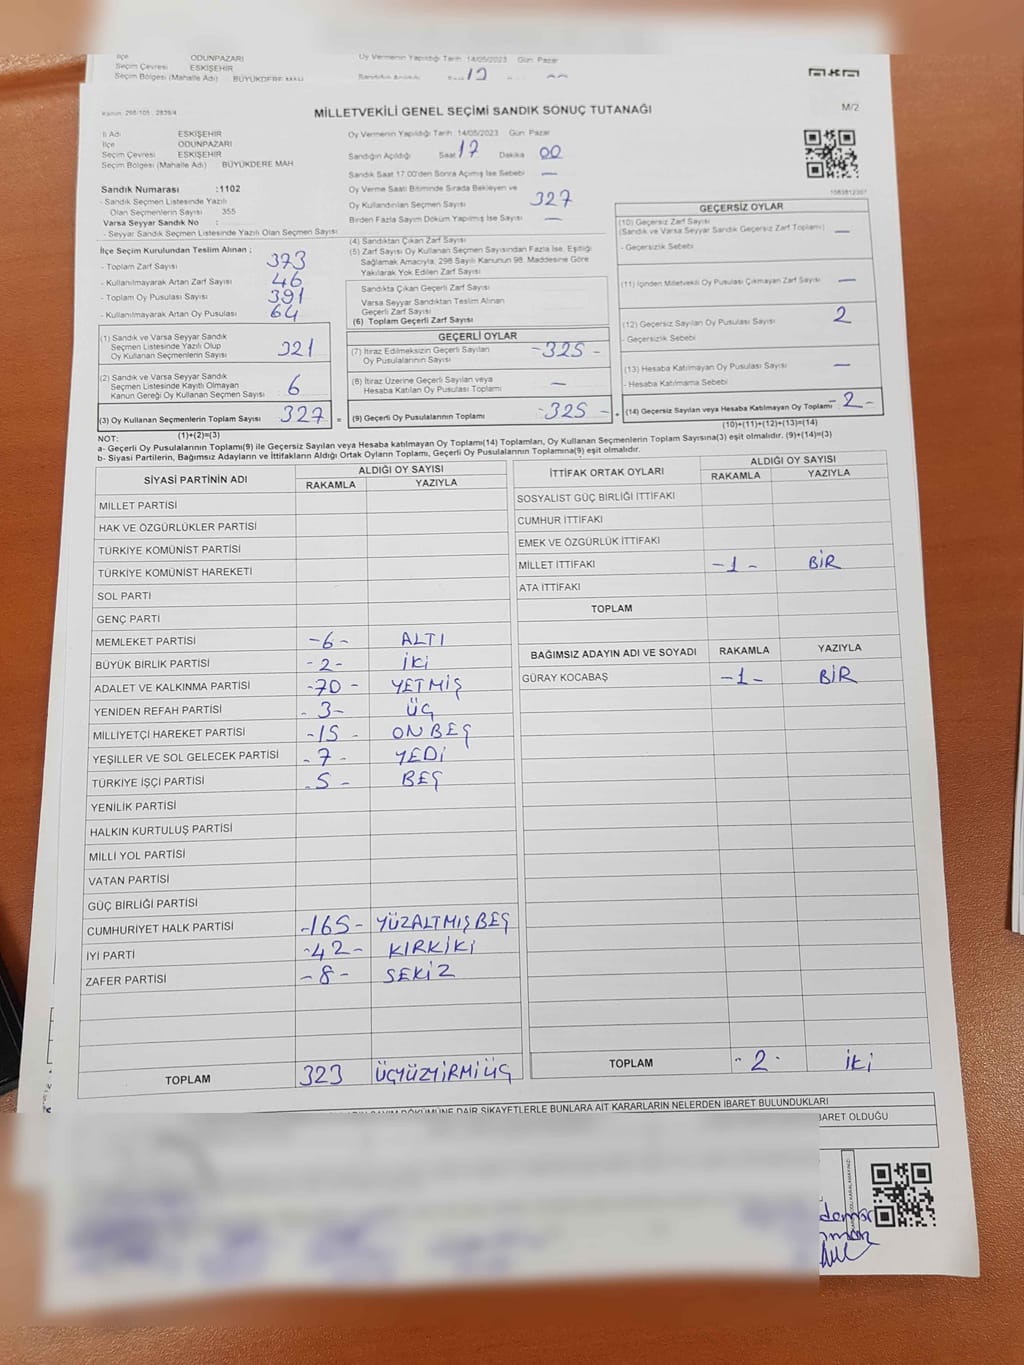 İlçe ODUNPAZARI
Seçim Çevresi ESKİŞEHİR
Seçim Bölgesi (Mahalle Adı) BÜYÜKDERE MAH
Oy Vermenin Yapıldığı Tarih 14/05/2023 Gün Pazar
MİLLETVEKİLİ GENEL SEÇİMİ SANDIK SONUÇ TUTANAĞI
M/2
İl Adı ESKİŞEHİR
İlçe ODUNPAZARI
Seçim Çevresi ESKİŞEHİR
Seçim Bölgesi (Mahalle Adı) BÜYÜKDERE MAH
Sandık Numarası :1102
- Sandık Seçmen Listesinde Yazılı
Olan Seçmenlerin Sayısı 355
Varsa Seyyar Sandık No :
- Seyyar Sandık Seçmen Listesinde Yazılı Olan Seçmen Sayısı
Oy Vermenin Yapıldığı Tarih 14/05/2023 Gün Pazar
Sandığın Açıldığı Saat 17 Dakika 00
Sandık Saat 17.00'den Sonra Açılmış İse Sebebi —
Oy Verme Saati Bitiminde Sırada Bekleyen ve
Oy Kullandırılan Seçmen Sayısı 327
Birden Fazla Sayım Döküm Yapılmış İse Sayısı —
İlçe Seçim Kurulundan Teslim Alınan ;
- Toplam Zarf Sayısı 373
- Kullanılmayarak Artan Zarf Sayısı 46
- Toplam Oy Pusulası Sayısı 391
- Kullanılmayarak Artan Oy Pusulası 64
(1) Sandık ve Varsa Seyyar Sandık
Seçmen Listesinde Yazılı Olup
Oy Kullanan Seçmenlerin Sayısı 321
(2) Sandık ve Varsa Seyyar Sandık
Seçmen Listesinde Kayıtlı Olmayan
Kanun Gereği Oy Kullanan Seçmen Sayısı 6
(3) Oy Kullanan Seçmenlerin Toplam Sayısı 327 =
(1)+(2)=(3)
(4) Sandıktan Çıkan Zarf Sayısı
(5) Zarf Sayısı Oy Kullanan Seçmen Sayısından Fazla İse, Eşitliği
Sağlamak Amacıyla, 298 Sayılı Kanunun 98. Maddesine Göre
Yakılarak Yok Edilen Zarf Sayısı
Sandıkta Çıkan Geçerli Zarf Sayısı
Varsa Seyyar Sandıktan Teslim Alınan
Geçerli Zarf Sayısı
(6) Toplam Geçerli Zarf Sayısı
GEÇERLİ OYLAR
(7) İtiraz Edilmeksizin Geçerli Sayılan
Oy Pusulalarının Sayısı -325-
(8) İtiraz Üzerine Geçerli Sayılan veya
Hesaba Katılan Oy Pusulası Toplamı —
(9) Geçerli Oy Pusulalarının Toplamı -325- +
GEÇERSİZ OYLAR
(10) Geçersiz Zarf Sayısı
(Sandık ve Varsa Seyyar Sandık Geçersiz Zarf Toplamı) —
- Geçersizlik Sebebi
(11) İçinden Milletvekili Oy Pusulası Çıkmayan Zarf Sayısı —
(12) Geçersiz Sayılan Oy Pusulası Sayısı 2
- Geçersizlik Sebebi
(13) Hesaba Katılmayan Oy Pusulası Sayısı —
- Hesaba Katılmama Sebebi
(14) Geçersiz Sayılan veya Hesaba Katılmayan Oy Toplamı -2-
(10)+(11)+(12)+(13)=(14)
NOT:
a- Geçerli Oy Pusulalarının Toplamı(9) ile Geçersiz Sayılan veya Hesaba katılmayan Oy Toplamı(14) Toplamları, Oy Kullanan Seçmenlerin Toplam Sayısına(3) eşit olmalıdır. (9)+(14)=(3)
b- Siyasi Partilerin, Bağımsız Adayların ve İttifakların Aldığı Ortak Oyların Toplamı, Geçerli Oy Pusulalarının Toplamına(9) eşit olmalıdır.
SİYASİ PARTİNİN ADI ALDIĞI OY SAYISI
RAKAMLA YAZIYLA
MİLLET PARTİSİ
HAK VE ÖZGÜRLÜKLER PARTİSİ
TÜRKİYE KOMÜNİST PARTİSİ
TÜRKİYE KOMÜNİST HAREKETİ
SOL PARTİ
GENÇ PARTİ
MEMLEKET PARTİSİ -6- ALTI
BÜYÜK BİRLİK PARTİSİ -2- İKİ
ADALET VE KALKINMA PARTİSİ -70- YETMİŞ
YENİDEN REFAH PARTİSİ -3- ÜÇ
MİLLİYETÇİ HAREKET PARTİSİ -15- ONBEŞ
YEŞİLLER VE SOL GELECEK PARTİSİ -7- YEDİ
TÜRKİYE İŞÇİ PARTİSİ -5- BEŞ
YENİLİK PARTİSİ
HALKIN KURTULUŞ PARTİSİ
MİLLİ YOL PARTİSİ
VATAN PARTİSİ
GÜÇ BİRLİĞİ PARTİSİ
CUMHURİYET HALK PARTİSİ -165- YÜZALTMIŞBEŞ
İYİ PARTİ -42- KIRKİKİ
ZAFER PARTİSİ -8- SEKİZ
TOPLAM 323 ÜÇYÜZYİRMİÜÇ
İTTİFAK ORTAK OYLARI ALDIĞI OY SAYISI
RAKAMLA YAZIYLA
SOSYALİST GÜÇ BİRLİĞİ İTTİFAKI
CUMHUR İTTİFAKI
EMEK VE ÖZGÜRLÜK İTTİFAKI
MİLLET İTTİFAKI -1- BİR
ATA İTTİFAKI
TOPLAM
BAĞIMSIZ ADAYIN ADI VE SOYADI RAKAMLA YAZIYLA
GÜRAY KOCABAŞ -1- BİR
TOPLAM -2- İKİ
DÖKÜMÜNE DAİR ŞİKAYETLERLE BUNLARA AİT KARARLARIN NELERDEN İBARET BULUNDUKLARI
BARET OLDUĞU